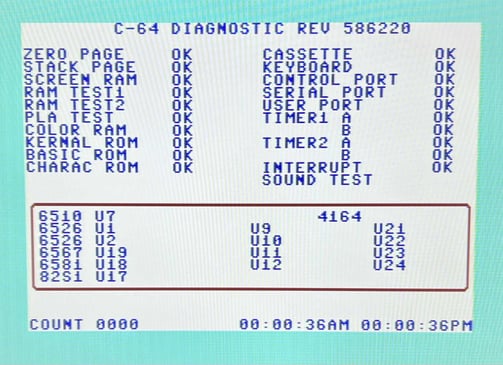 C-64 DIAGNOSTIC REV 586220
ZERO PAGE OK CASSETTE OK
STACK PAGE OK KEYBOARD OK
SCREEN RAM OK CONTROL PORT OK
RAM TEST1 OK SERIAL PORT OK
RAM TEST2 OK USER PORT OK
PLA TEST OK TIMER1 A OK
COLOR RAM OK B OK
KERNAL ROM OK TIMER2 A OK
BASIC ROM OK B OK
CHARAC ROM OK INTERRUPT OK
SOUND TEST
6510 U7 4164
6526 U1 U9 U21
6526 U2 U10 U22
6567 U19 U11 U23
6581 U18 U12 U24
82S1 U17
COUNT 0000 00:00:36AM 00:00:36PM